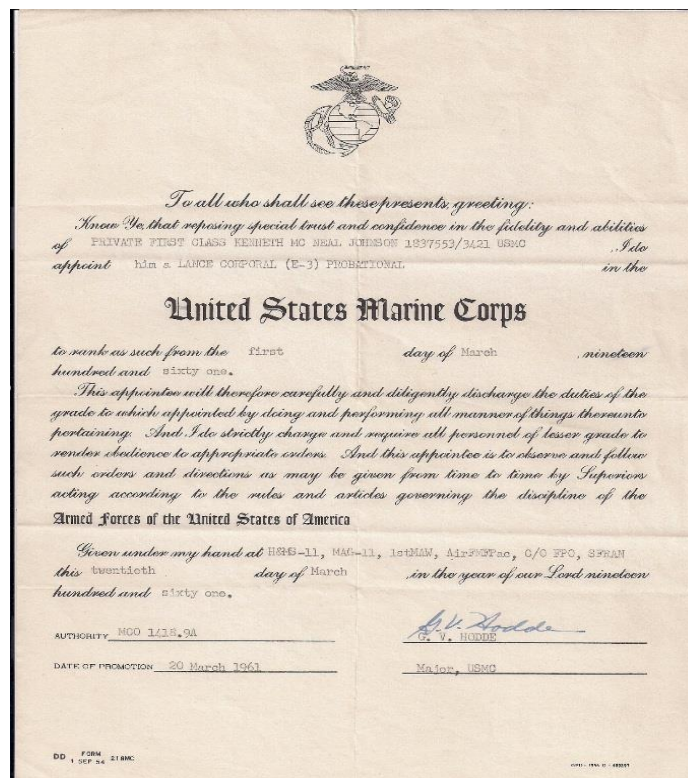 To all who shall see these presents, greeting:
Know Ye, that reposing special trust and confidence in the fidelity and abilities
of PRIVATE FIRST CLASS KENNETH MC NEAL JOHNSON 1837553/3421 USMC , I do
appoint him a LANCE CORPORAL (E-3) PROBATIONAL in the
United States Marine Corps
to rank as such from the first day of March , nineteen
hundred and sixty one.
This appointee will therefore carefully and diligently discharge the duties of the
grade to which appointed by doing and performing all manner of things thereunto
pertaining. And I do strictly charge and require all personnel of lesser grade to
render obedience to appropriate orders. And this appointee is to observe and follow
such orders and directions as may be given from time to time by Superiors
acting according to the rules and articles governing the discipline of the
Armed Forces of the United States of America
Given under my hand at H&MS-11, MAG-11, 1stMAW, AirFMFPac, C/O FPO, SFRAN
this twentieth day of March , in the year of our Lord nineteen
hundred and sixty one.
G. V. Hodde
AUTHORITY MCO 1418.9A G. V. HODDE
DATE OF PROMOTION 20 March 1961 Major, USMC
DD FORM 1 SEP 54 216MC